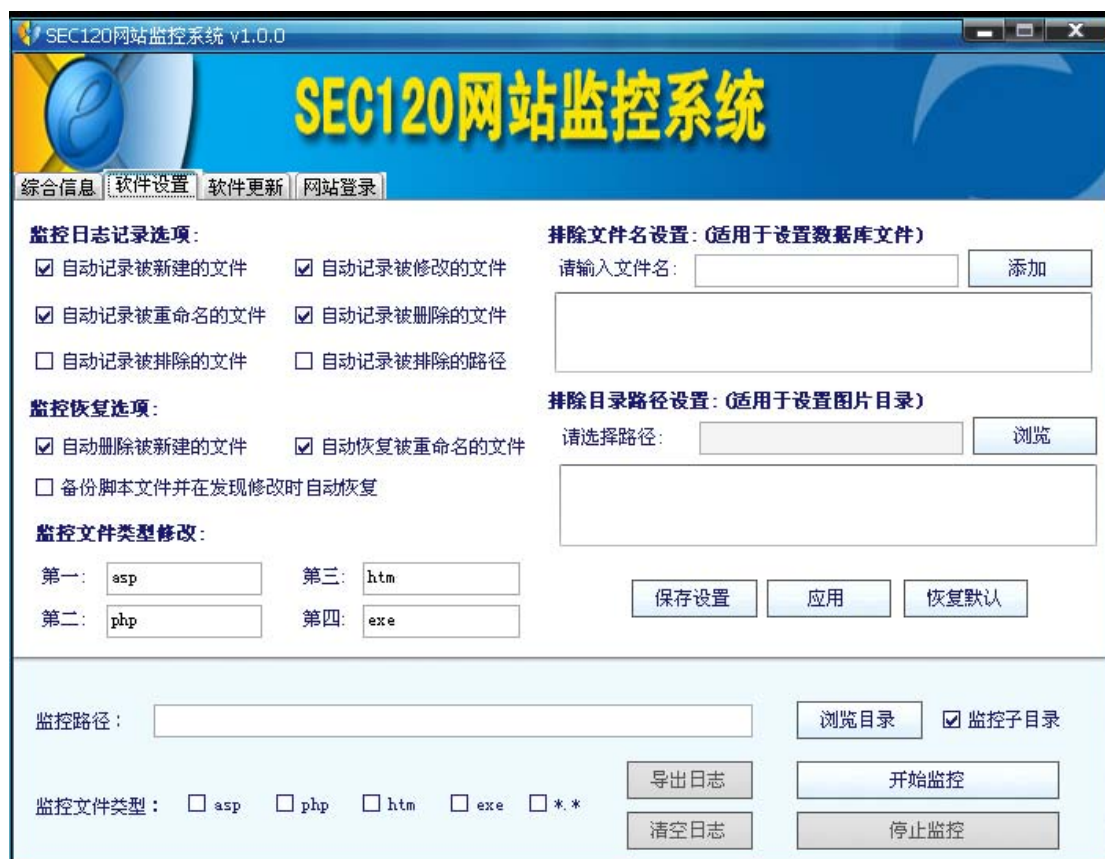 SEC120网站监控系统 v1.0.0
SEC120网站监控系统
综合信息 软件设置 软件更新 网站登录
监控日志记录选项:
自动记录被新建的文件 自动记录被修改的文件
自动记录被重命名的文件 自动记录被删除的文件
自动记录被排除的文件 自动记录被排除的路径
监控恢复选项:
自动删除被新建的文件 自动恢复被重命名的文件
备份脚本文件并在发现修改时自动恢复
监控文件类型修改:
第一: asp 第三: htm
第二: php 第四: exe
排除文件名设置: (适用于设置数据库文件)
请输入文件名: 添加
排除目录路径设置: (适用于设置图片目录)
请选择路径: 浏览
保存设置 应用 恢复默认
监控路径: 浏览目录 监控子目录
导出日志 开始监控
监控文件类型: asp php htm exe *.*
清空日志 停止监控